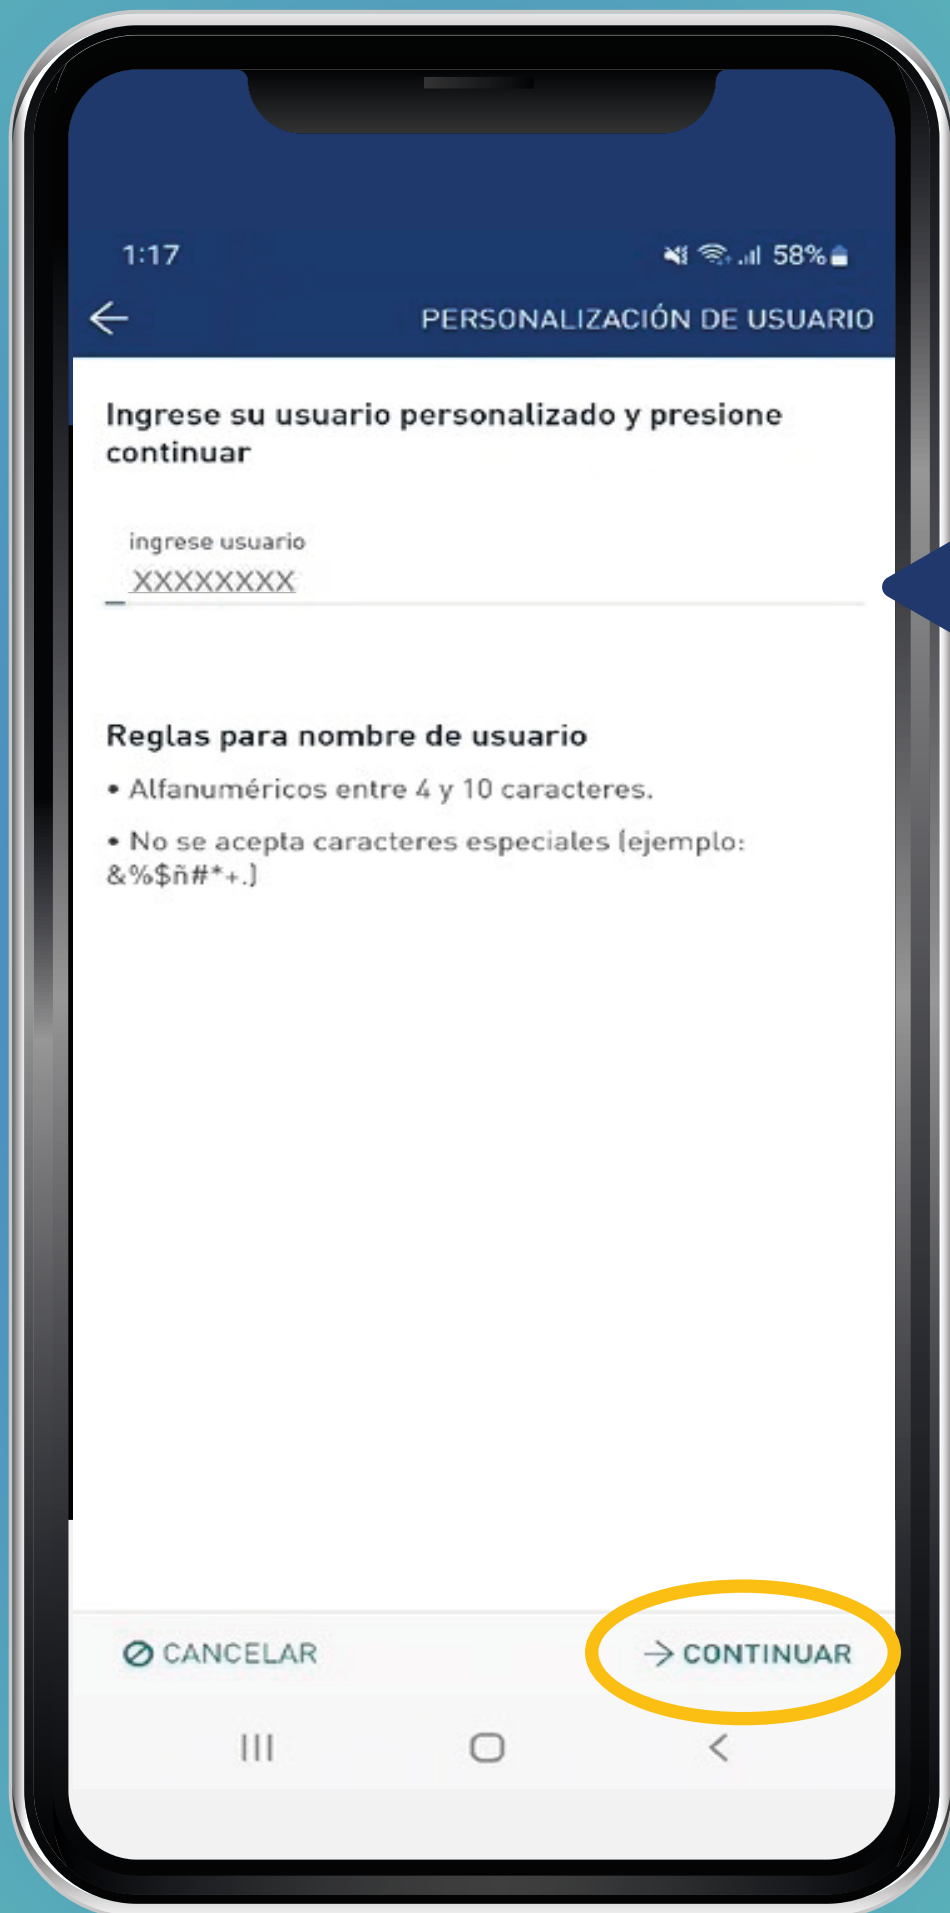 1:17
58%
PERSONALIZACIÓN DE USUARIO
Ingrese su usuario personalizado y presione
continuar
ingrese usuario
XXXXXXXX
Reglas para nombre de usuario
• Alfanuméricos entre 4 y 10 caracteres.
• No se acepta caracteres especiales (ejemplo:
&%$ñ#*+.)
CANCELAR
→ CONTINUAR